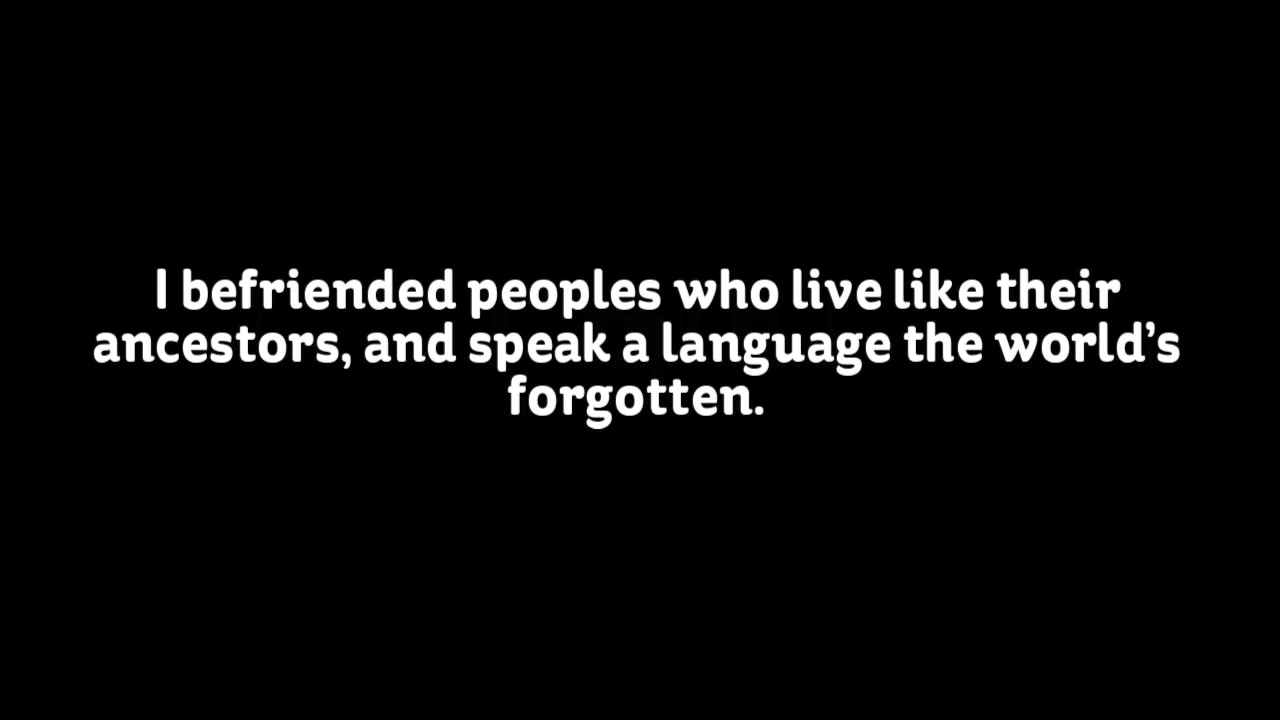 I befriended peoples who live like their
ancestors, and speak a language the world’s
forgotten.